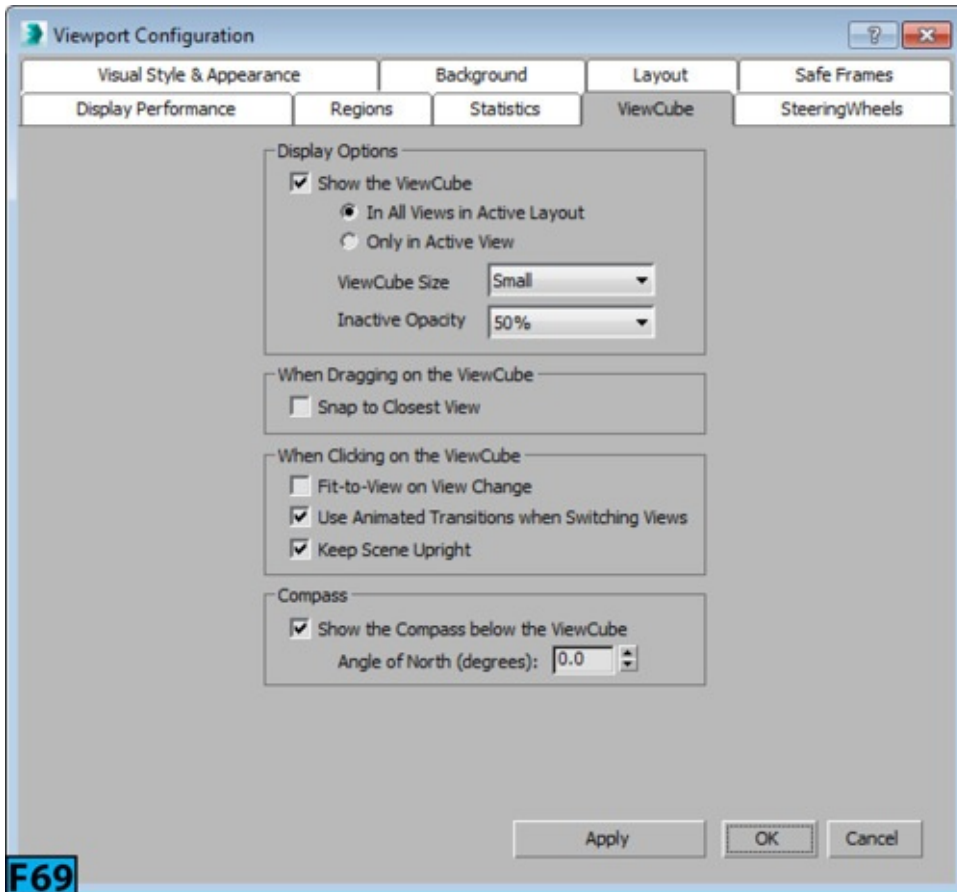 Viewport Configuration
Visual Style & Appearance Background Layout Safe Frames
Display Performance Regions Statistics ViewCube SteeringWheels
Display Options
Show the ViewCube
In All Views in Active Layout
Only in Active View
ViewCube Size Small
Inactive Opacity 50%
When Dragging on the ViewCube
Snap to Closest View
When Clicking on the ViewCube
Fit-to-View on View Change
Use Animated Transitions when Switching Views
Keep Scene Upright
Compass
Show the Compass below the ViewCube
Angle of North (degrees): 0.0
Apply OK Cancel
F69